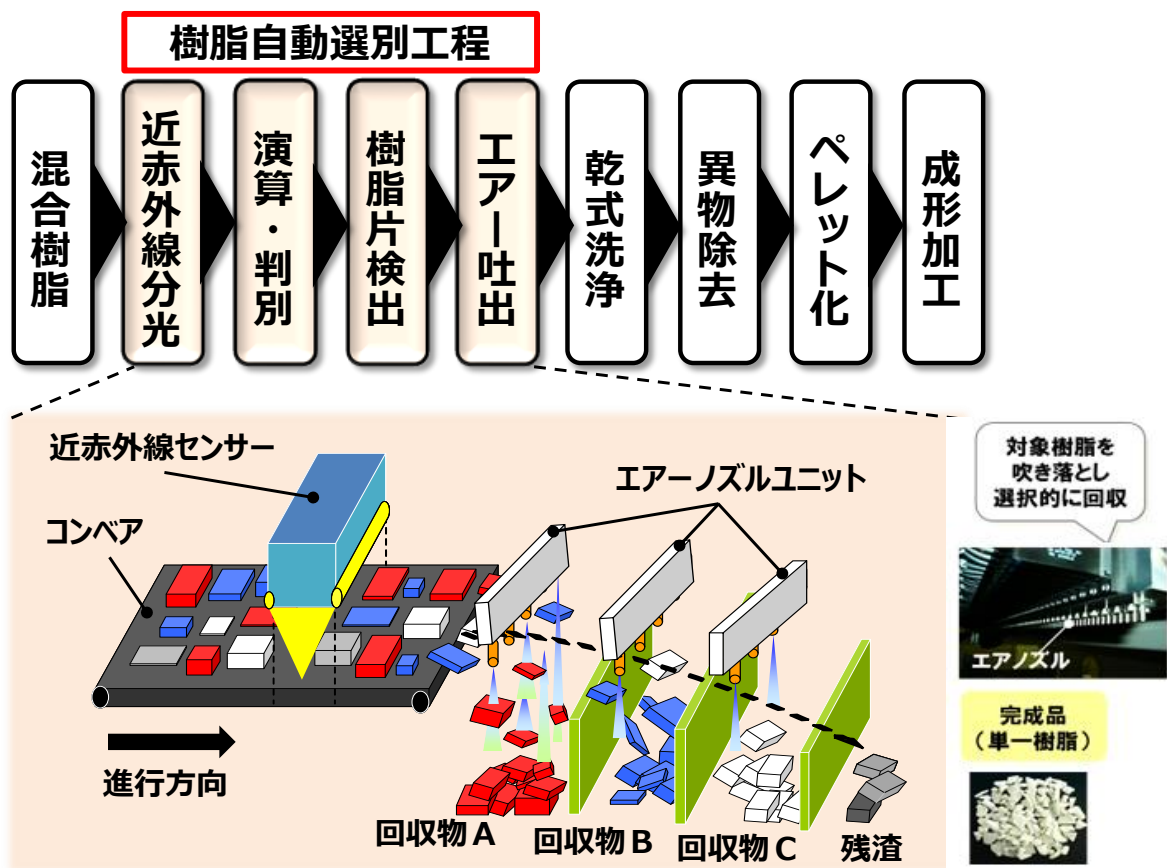 樹脂自動選別工程
混合樹脂
近赤外線分光
演算・判別
樹脂片検出
エアー吐出
乾式洗浄
異物除去
ペレット化
成形加工
近赤外線センサー
コンベア
エアーノズルユニット
進行方向
回収物A
回収物B
回収物C
残渣
対象樹脂を
吹き落とし
選択的に回収
エアノズル
完成品
（単一樹脂）